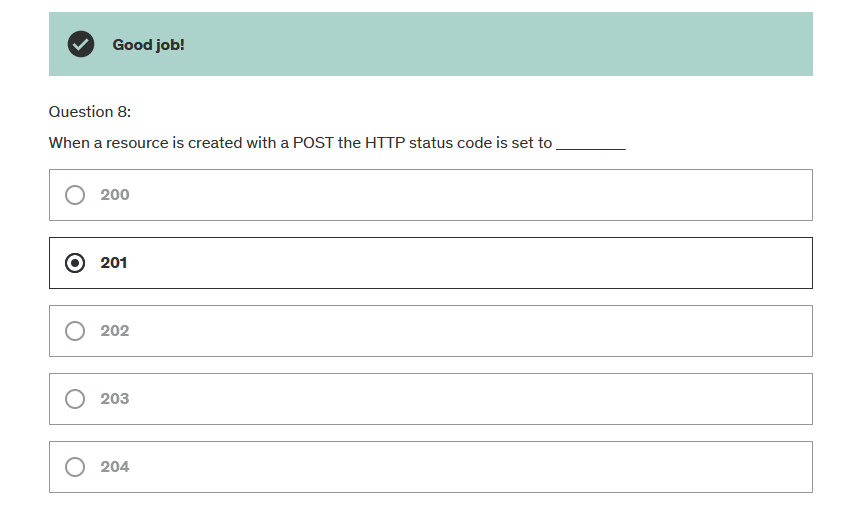 Good job!
Question 8:
When a resource is created with a POST the HTTP status code is set to _________
200
201
202
203
204